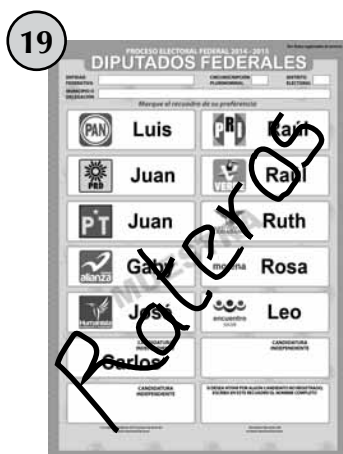 19
PROCESO ELECTORAL FEDERAL 2014 - 2015
DIPUTADOS FEDERALES
ENTIDAD FEDERATIVA
CIRCUNSCRIPCIÓN PLURINOMINAL
DISTRITO ELECTORAL
MUNICIPIO O DELEGACIÓN
Marque el recuadro de su preferencia
PAN Luis
PRI Raúl
PRD Juan
VERDE Raúl
PT Juan
Ruth
alianza Gaby
morena Rosa
Humanista José
encuentro social Leo
CANDIDATURA INDEPENDIENTE
Carlos
CANDIDATURA INDEPENDIENTE
CANDIDATURA INDEPENDIENTE
SI DESEA VOTAR POR ALGÚN CANDIDATO NO REGISTRADO, ESCRIBA EN ESTE RECUADRO EL NOMBRE COMPLETO
MUESTRA
Rateros